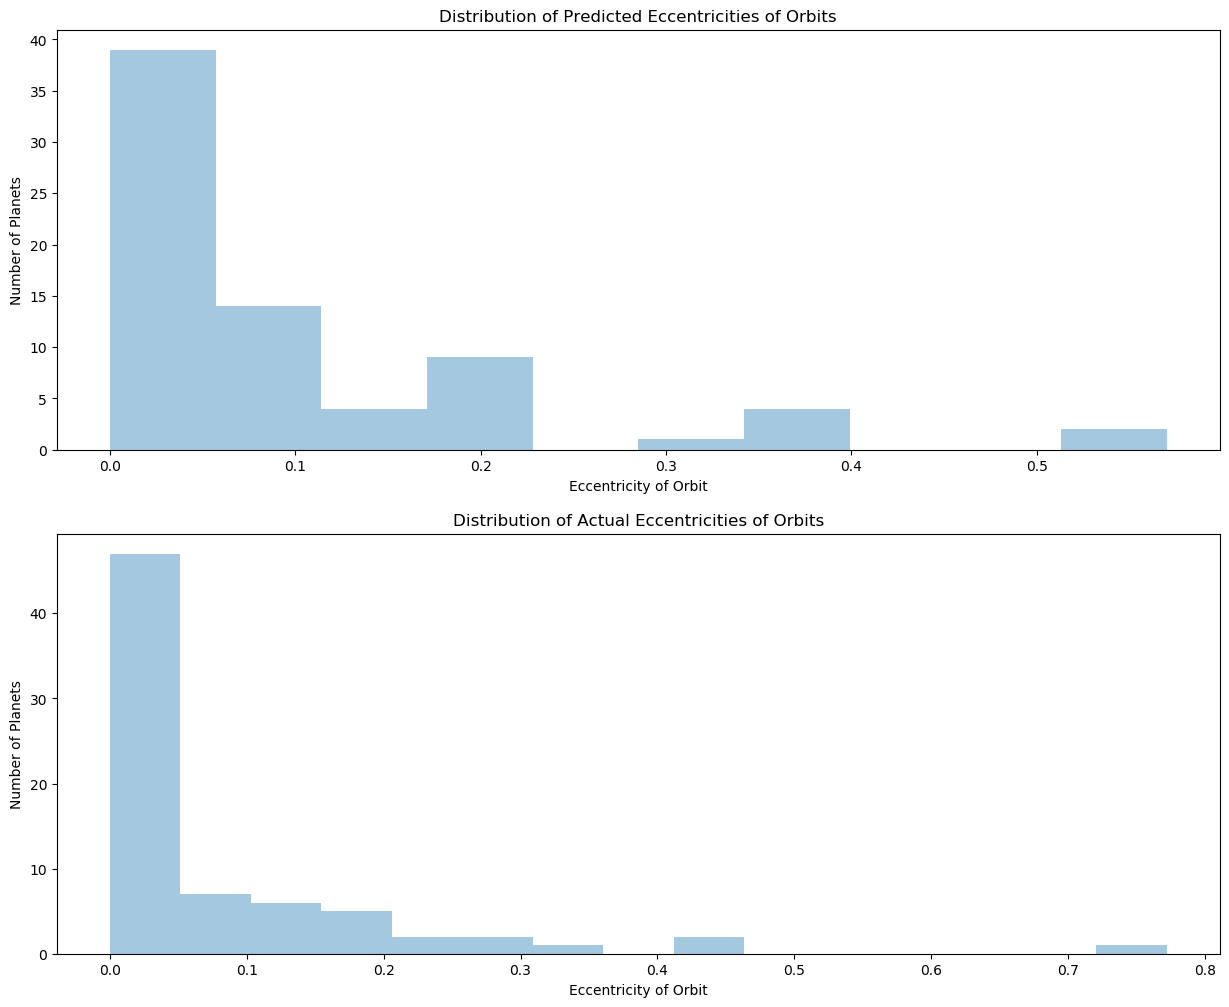 Distribution of Predicted Eccentricities of Orbits
40
35
30
25
20
15
10
5
0
Number of Planets
0.0 0.1 0.2 0.3 0.4 0.5
Eccentricity of Orbit
Distribution of Actual Eccentricities of Orbits
40
30
20
10
0
Number of Planets
0.0 0.1 0.2 0.3 0.4 0.5 0.6 0.7 0.8
Eccentricity of Orbit